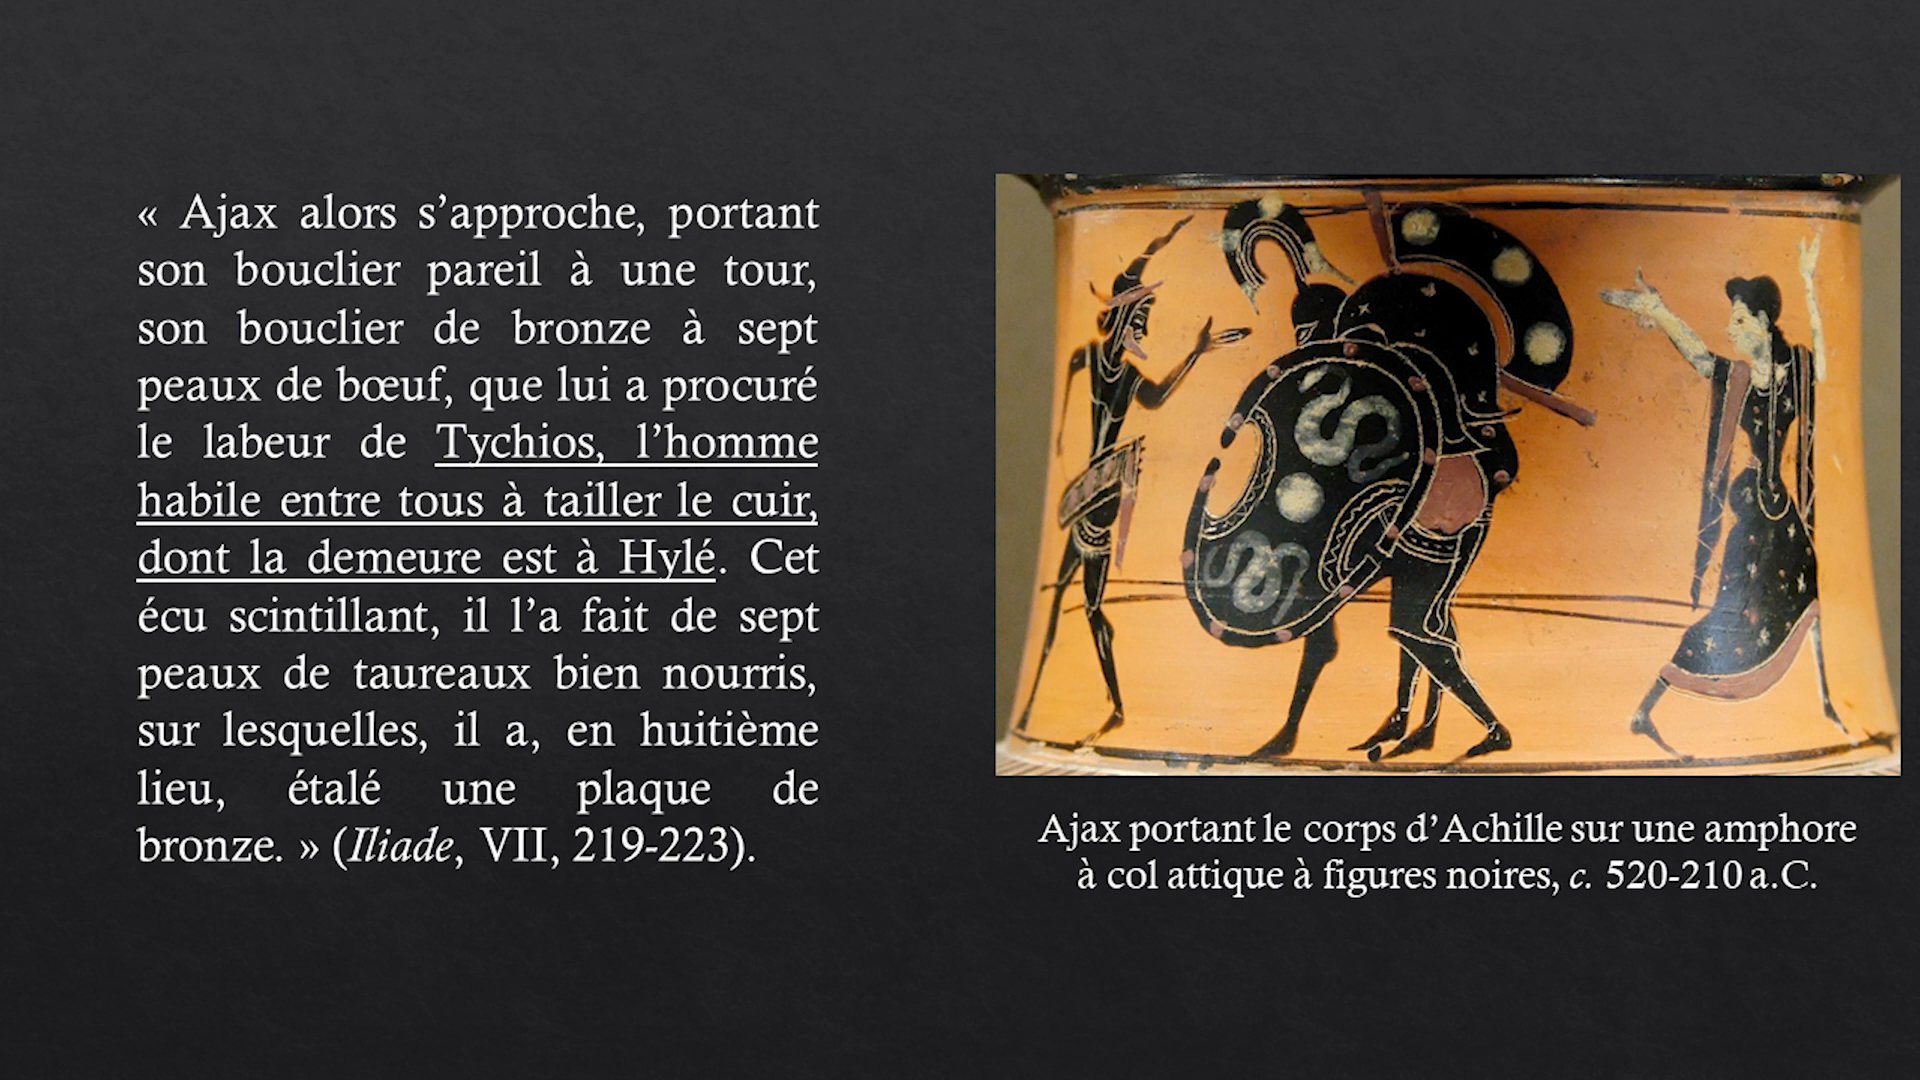 « Ajax alors s’approche, portant
son bouclier pareil à une tour,
son bouclier de bronze à sept
peaux de bœuf, que lui a procuré
le labeur de Tychios, l’homme
habile entre tous à tailler le cuir,
dont la demeure est à Hylé. Cet
écu scintillant, il l’a fait de sept
peaux de taureaux bien nourris,
sur lesquelles, il a, en huitième
lieu, étalé une plaque de
bronze. » (Iliade, VII, 219-223).
Ajax portant le corps d’Achille sur une amphore
à col attique à figures noires, c. 520-210 a.C.